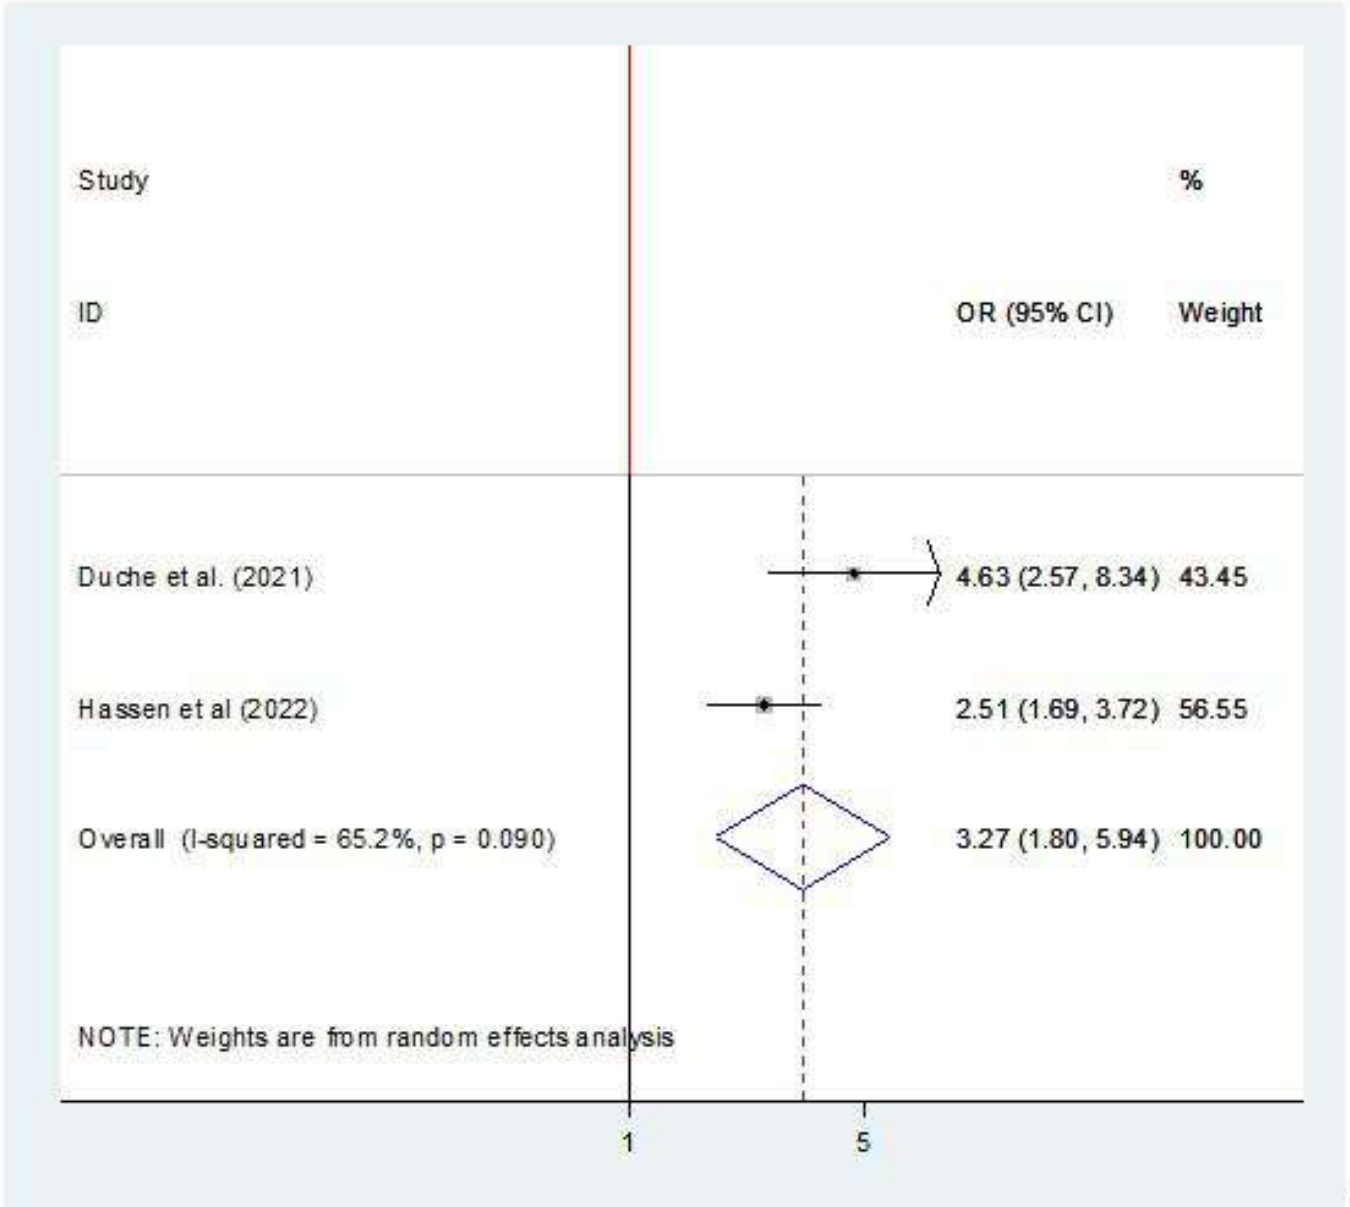 Study %
ID OR (95% CI) Weight
Duche et al. (2021) 4.63 (2.57, 8.34) 43.45
Hassen et al (2022) 2.51 (1.69, 3.72) 56.55
Overall (I-squared = 65.2%, p = 0.090) 3.27 (1.80, 5.94) 100.00
NOTE: Weights are from random effects analysis
1 5